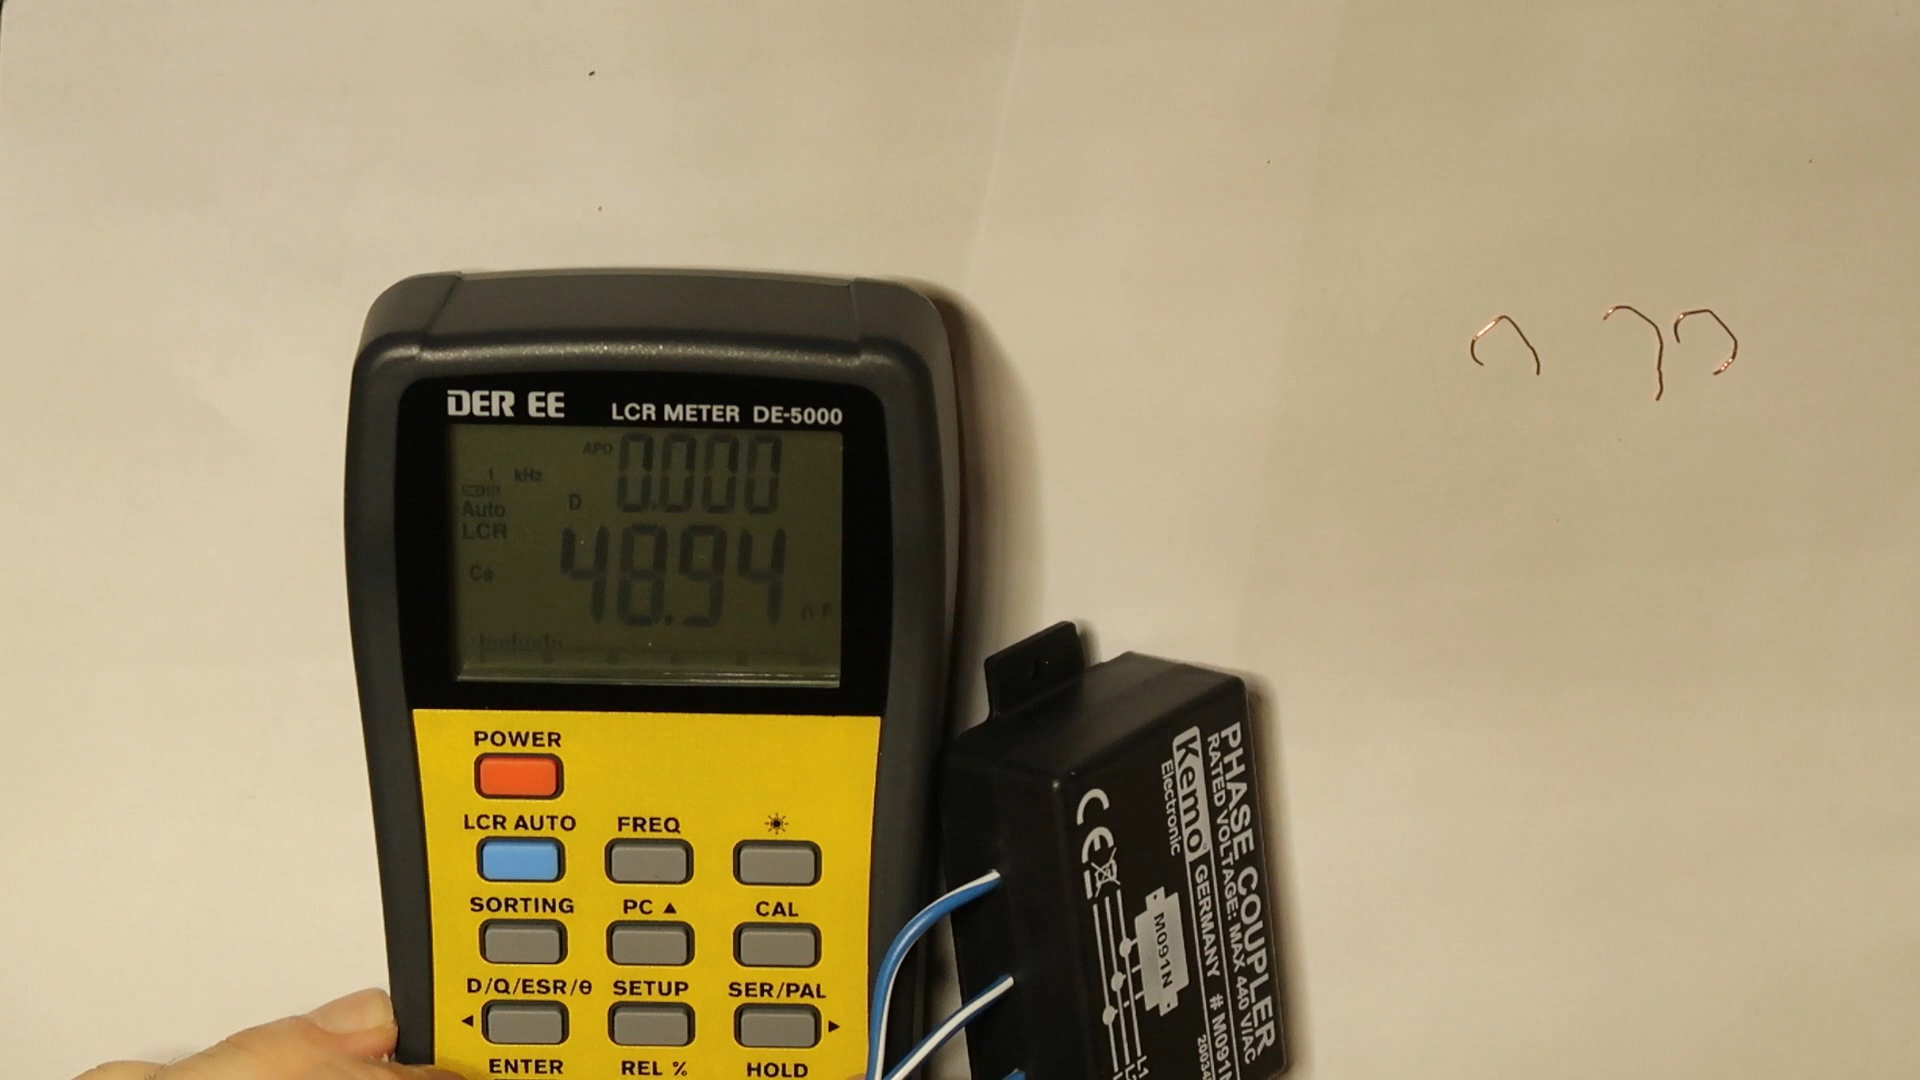 DER EE LCR METER DE-5000
APO 0.000
1 kHz
D
Auto
LCR
Cs 48.94 nF
POWER
LCR AUTO FREQ
SORTING PC ▲ CAL
D/Q/ESR/θ SETUP SER/PAL
◄ ►
ENTER REL % HOLD
PHASE COUPLER
RATED VOLTAGE: MAX 440 V/AC
Kemo GERMANY # M091N
Electronic
CE
M091N
L1